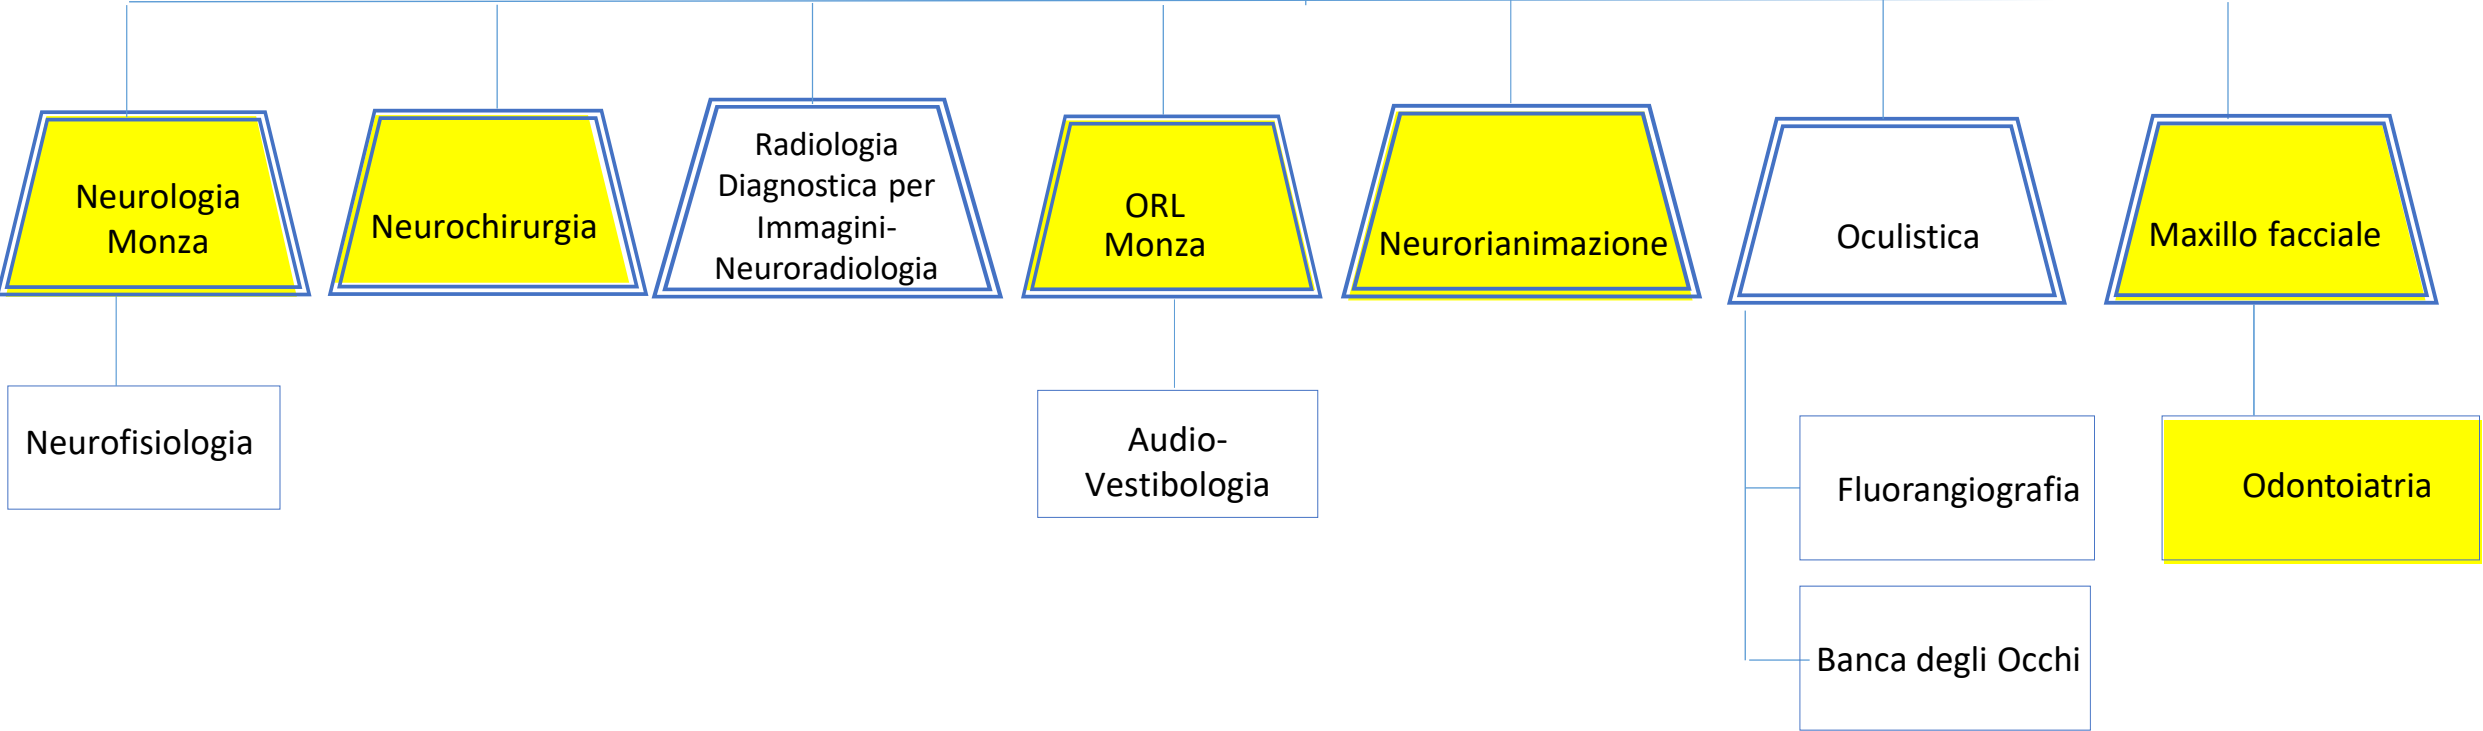 Neurologia
Monza
Neurochirurgia
Radiologia
Diagnostica per
Immagini-
Neuroradiologia
ORL
Monza
Neurorianimazione
Oculistica
Maxillo facciale
Neurofisiologia
Audio-
Vestibologia
Fluorangiografia
Odontoiatria
Banca degli Occhi